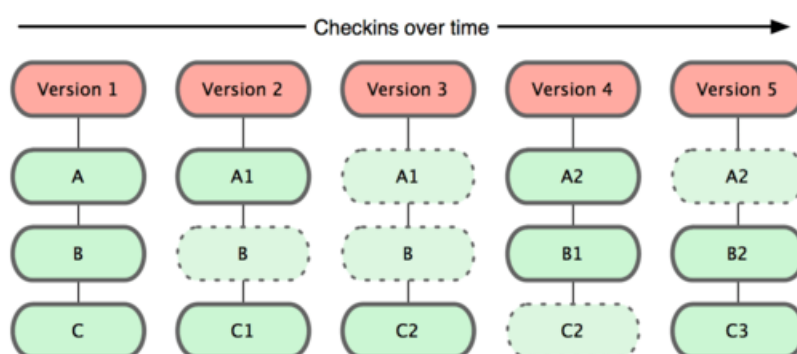 Checkins over time
Version 1 Version 2 Version 3 Version 4 Version 5
A A1 A1 A2 A2
B B B B1 B2
C C1 C2 C2 C3